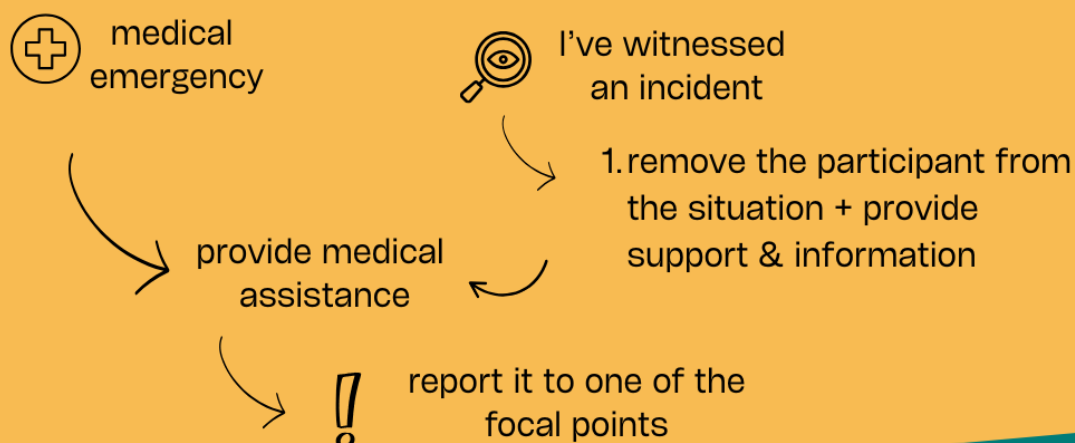 medical
emergency
I've witnessed
an incident
1. remove the participant from
the situation + provide
support & information
provide medical
assistance
report it to one of the
focal points